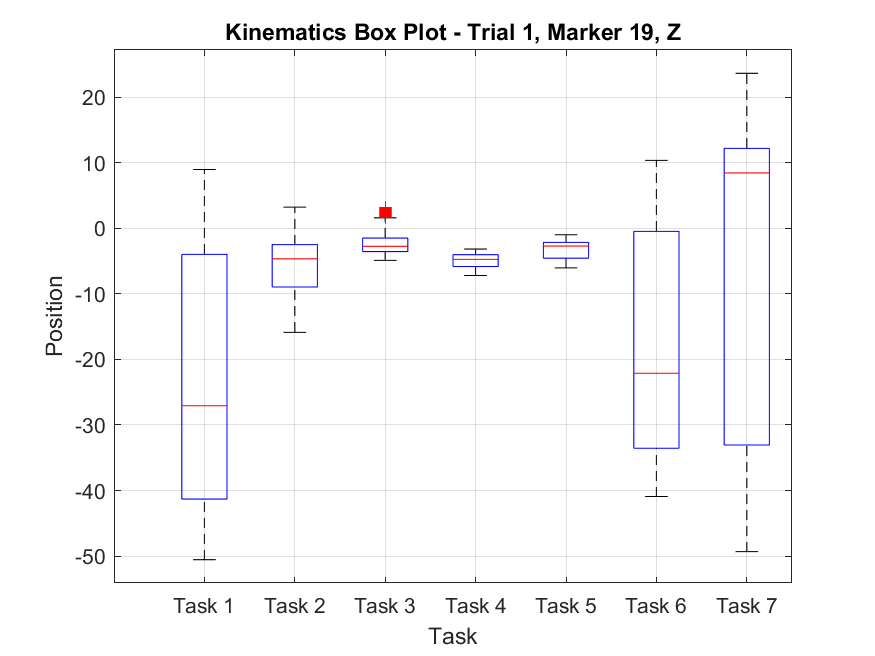 Kinematics Box Plot - Trial 1, Marker 19, Z
20
10
0
-10
-20
-30
-40
-50
Position
Task 1 Task 2 Task 3 Task 4 Task 5 Task 6 Task 7
Task